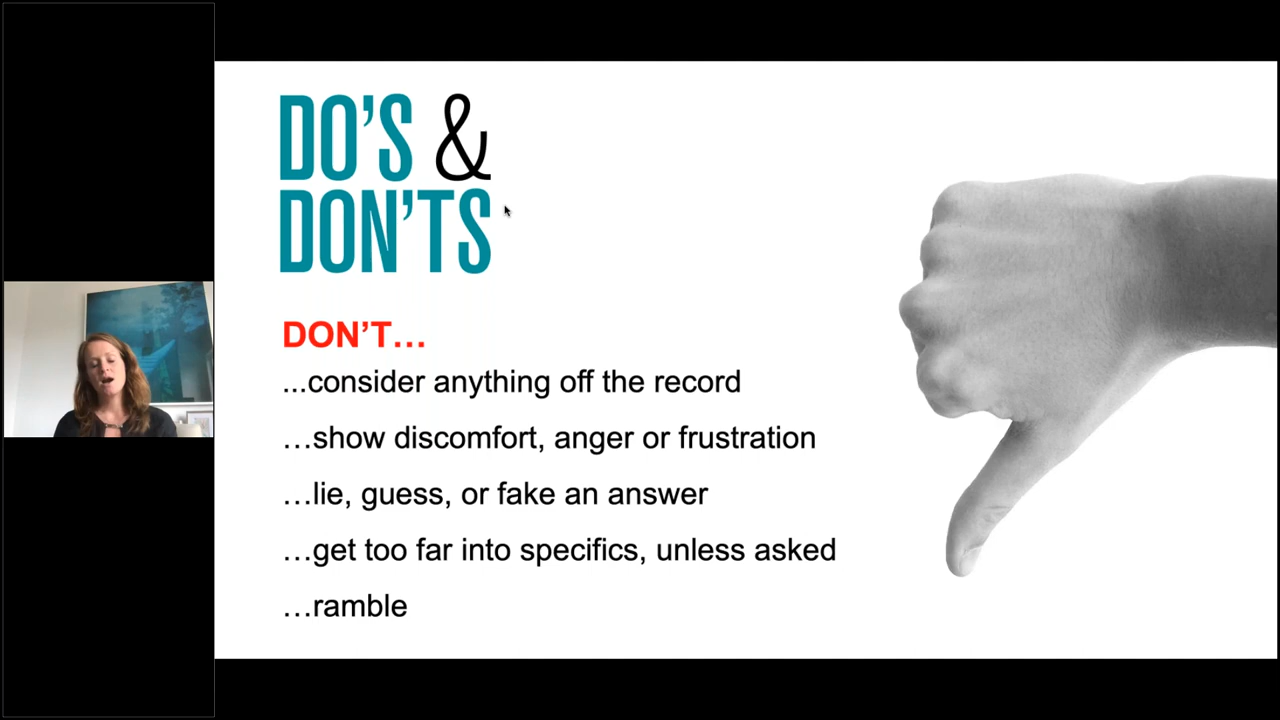 DO'S &
DON'TS
DON'T…
...consider anything off the record
…show discomfort, anger or frustration
…lie, guess, or fake an answer
…get too far into specifics, unless asked
…ramble